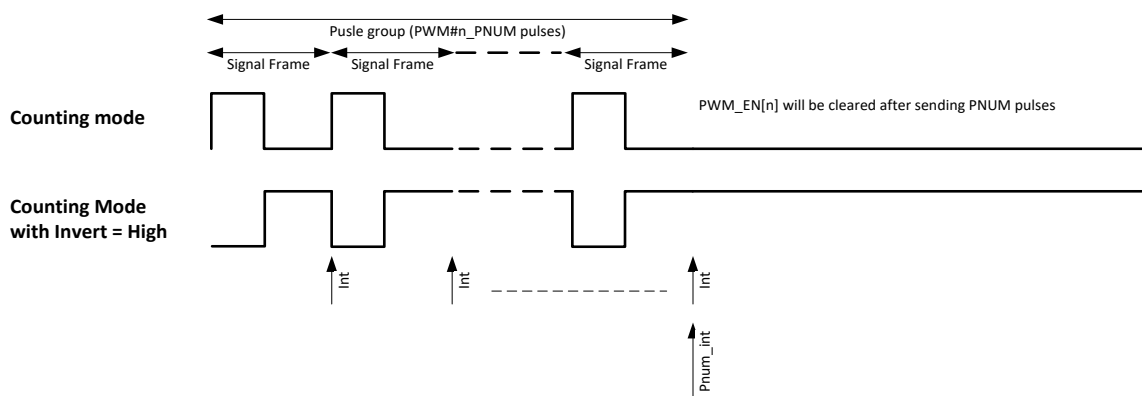 Pusle group (PWM#n_PNUM pulses)
Signal Frame
Signal Frame
Signal Frame
Counting mode
PWM_EN[n] will be cleared after sending PNUM pulses
Counting Mode
with Invert = High
Int
Int
Int
Pnum_int